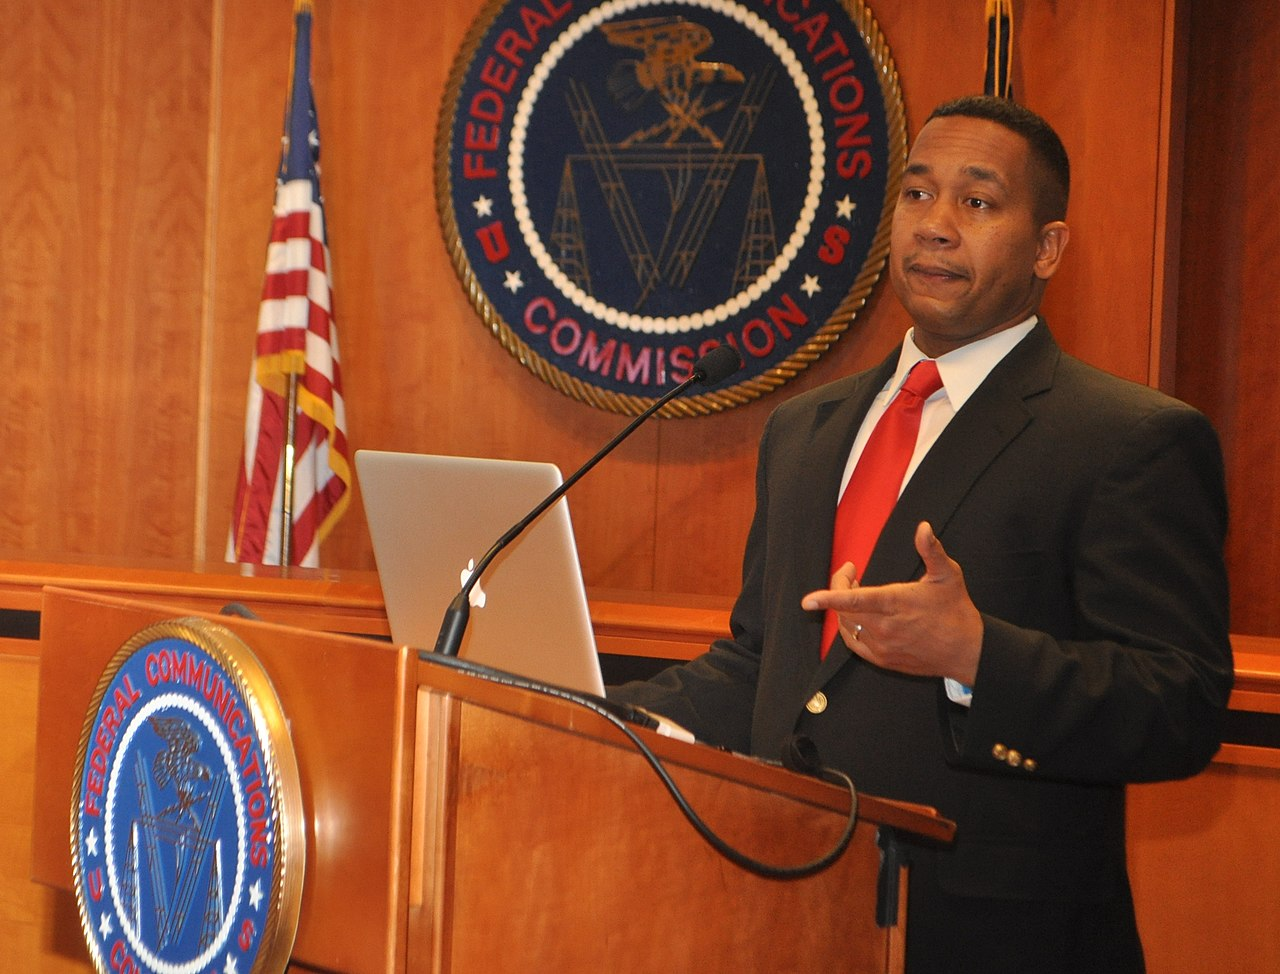 FEDERAL COMMUNICATIONS
U S
COMMISSION
FEDERAL COMMUNICATIONS
U S